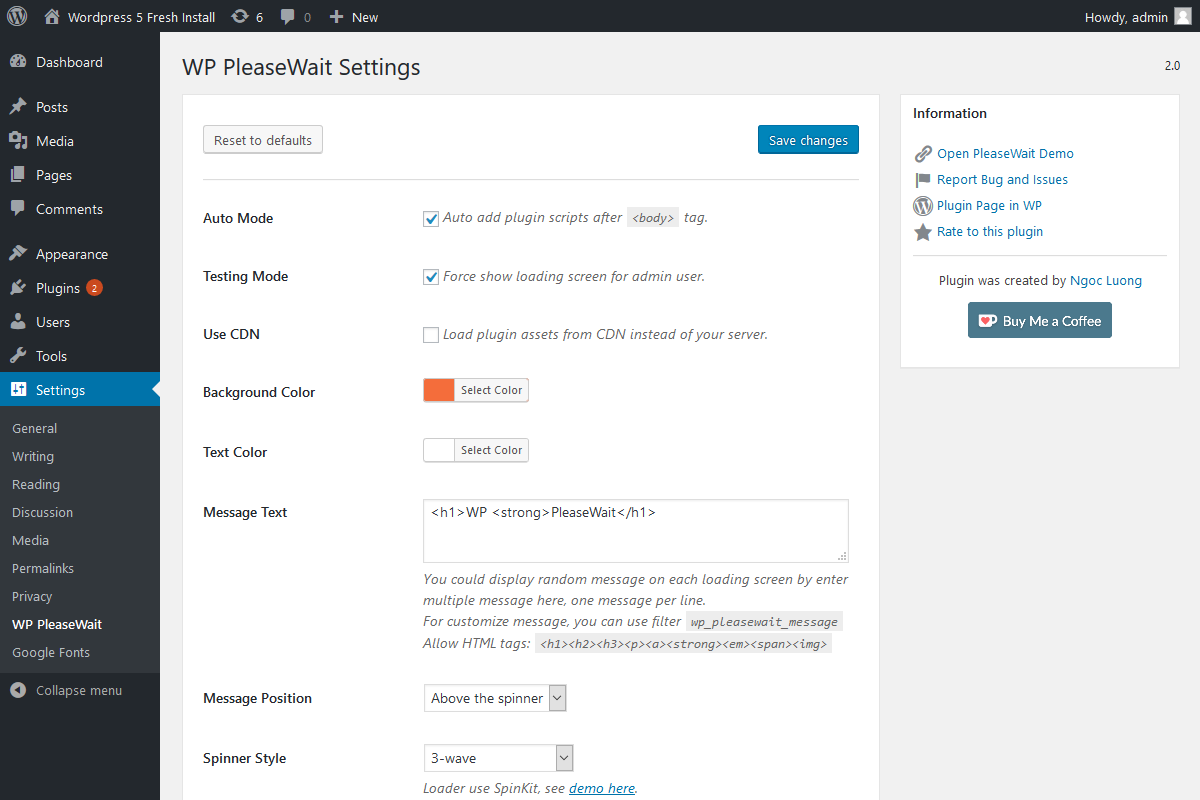 Wordpress 5 Fresh Install 6 0 New Howdy, admin
Dashboard
Posts
Media
Pages
Comments
Appearance
Plugins 2
Users
Tools
Settings
General
Writing
Reading
Discussion
Media
Permalinks
Privacy
WP PleaseWait
Google Fonts
Collapse menu
WP PleaseWait Settings
2.0
Reset to defaults Save changes
Auto Mode Auto add plugin scripts after <body> tag.
Testing Mode Force show loading screen for admin user.
Use CDN Load plugin assets from CDN instead of your server.
Background Color Select Color
Text Color Select Color
Message Text <h1>WP <strong>PleaseWait</h1>
You could display random message on each loading screen by enter
multiple message here, one message per line.
For customize message, you can use filter wp_pleasewait_message
Allow HTML tags: <h1><h2><h3><p><a><strong><em><span><img>
Message Position Above the spinner
Spinner Style 3-wave
Loader use SpinKit, see demo here.
Information
Open PleaseWait Demo
Report Bug and Issues
Plugin Page in WP
Rate to this plugin
Plugin was created by Ngoc Luong
Buy Me a Coffee